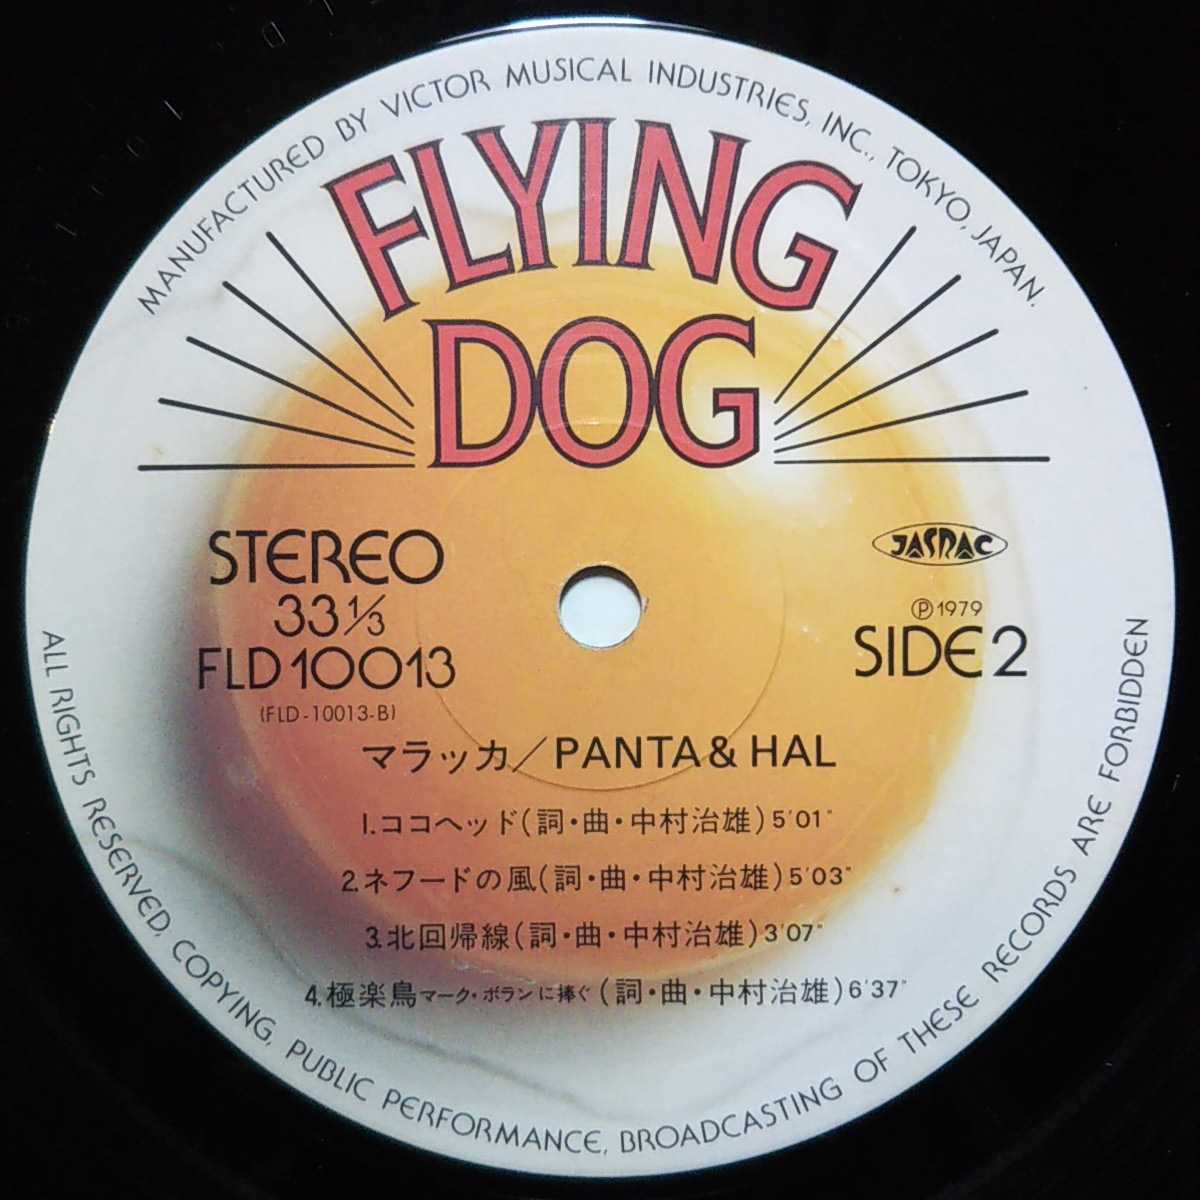 MANUFACTURED BY VICTOR MUSICAL INDUSTRIES, INC., TOKYO, JAPAN.
FLYING
DOG
STEREO
33 1/3
FLD 10013
(FLD-10013-B)
JASRAC
Ⓟ1979
SIDE 2
マラッカ／PANTA & HAL
1.ココヘッド(詞・曲・中村治雄)5'01"
2.ネフードの風(詞・曲・中村治雄)5'03"
3.北回帰線(詞・曲・中村治雄)3'07"
4.極楽鳥マーク・ボランに捧ぐ(詞・曲・中村治雄)6'37"
ALL RIGHTS RESERVED, COPYING, PUBLIC PERFORMANCE, BROADCASTING OF THESE RECORDS ARE FORBIDDEN